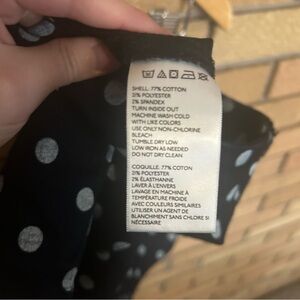 SHELL: 77% COTTON
21% POLYESTER
2% SPANDEX
TURN INSIDE OUT
MACHINE WASH COLD
WITH LIKE COLORS
USE ONLY NON-CHLORINE
BLEACH
TUMBLE DRY LOW
LOW IRON AS NEEDED
DO NOT DRY CLEAN
COQUILLE: 77% COTON
21% POLYESTER
2% ÉLASTHANNE
LAVER À L'ENVERS
LAVAGE EN MACHINE À
TEMPÉRATURE FROIDE
AVEC COULEURS SIMILAIRES
UTILISER UN AGENT DE
BLANCHIMENT SANS CHLORE SI
NÉCESSAIRE